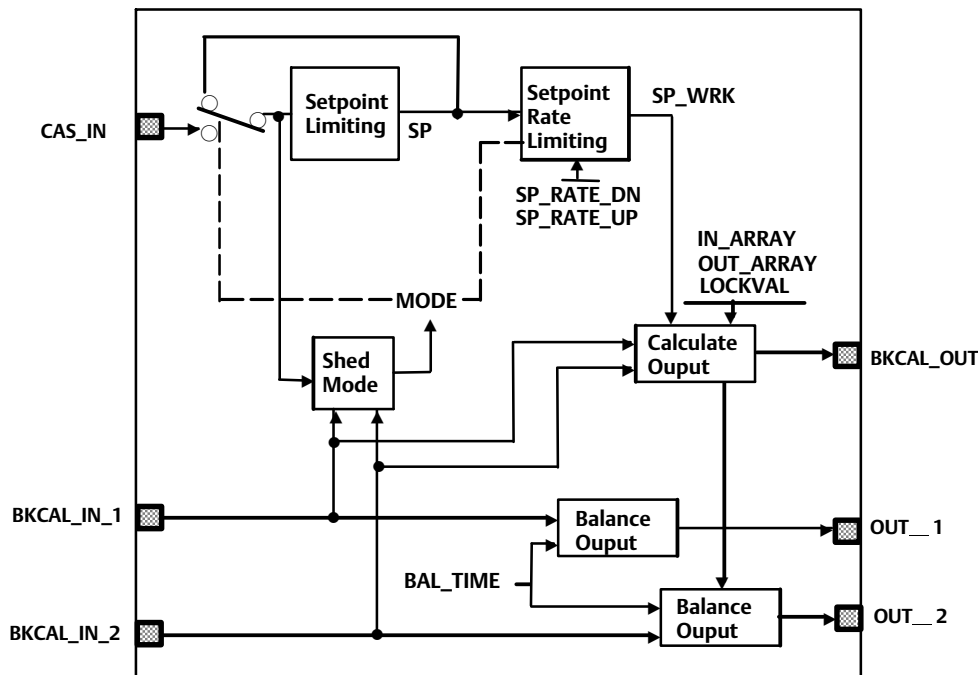 CAS_IN
Setpoint
Limiting
SP
Setpoint
Rate
Limiting
SP_WRK
SP_RATE_DN
SP_RATE_UP
IN_ARRAY
OUT_ARRAY
LOCKVAL
MODE
Shed
Mode
Calculate
Ouput
BKCAL_OUT
BKCAL_IN_1
Balance
Ouput
OUT__1
BAL_TIME
BKCAL_IN_2
Balance
Ouput
OUT__2